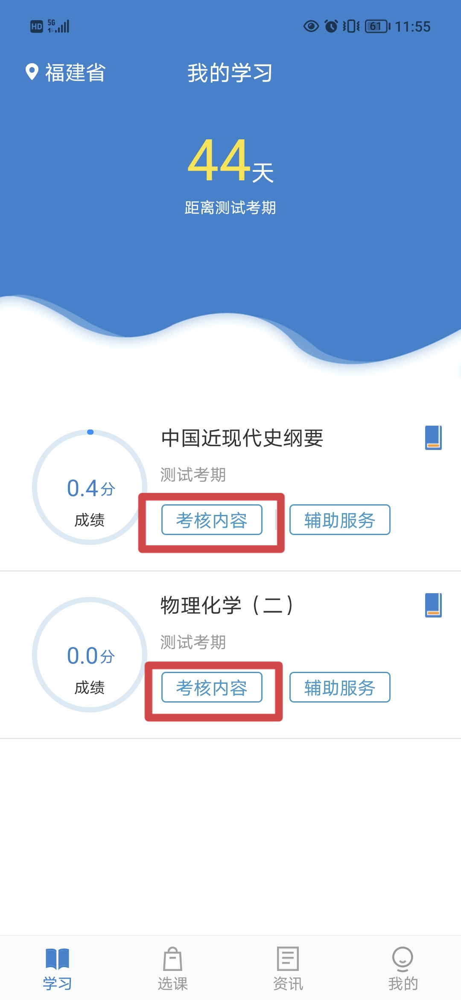 HD 5G 61 11:55
福建省 我的学习
44天
距离测试考期
中国近现代史纲要
测试考期
0.4分
成绩
考核内容 辅助服务
物理化学（二）
测试考期
0.0分
成绩
考核内容 辅助服务
学习 选课 资讯 我的